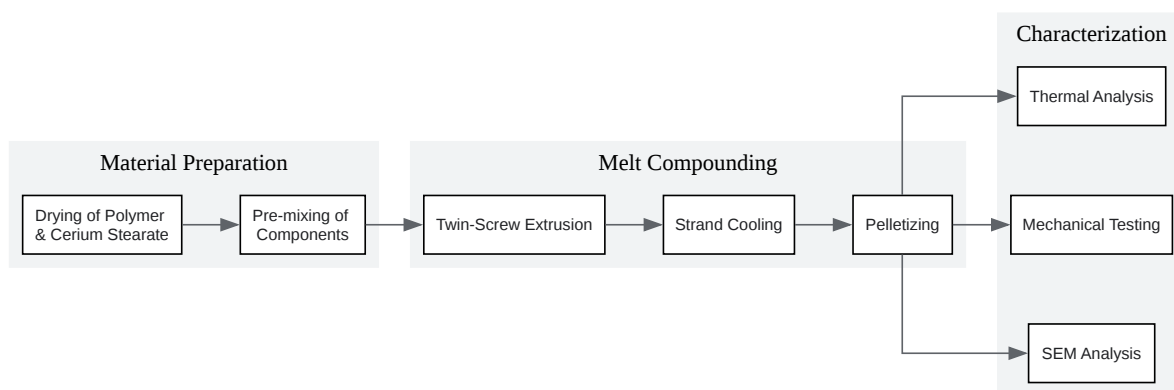 Material Preparation
Drying of Polymer
& Cerium Stearate
Pre-mixing of
Components
Melt Compounding
Twin-Screw Extrusion
Strand Cooling
Pelletizing
Characterization
Thermal Analysis
Mechanical Testing
SEM Analysis